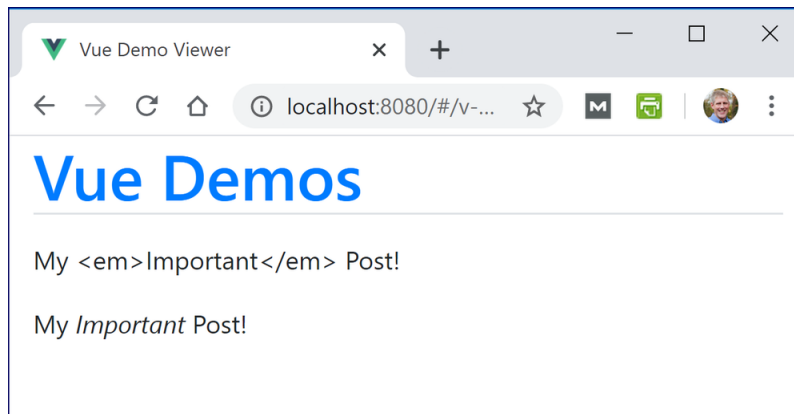 Vue Demo Viewer
localhost:8080/#/v-...
Vue Demos
My <em>Important</em> Post!
My Important Post!